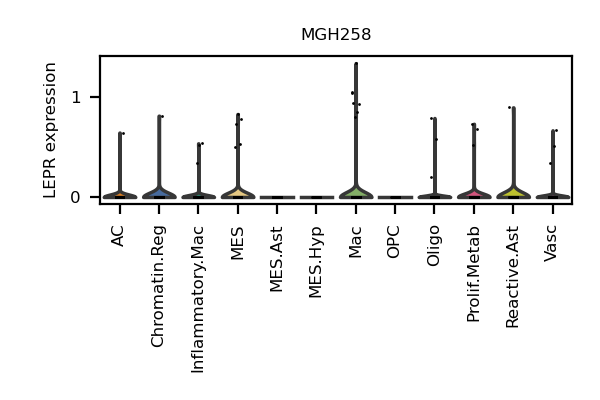 MGH258
LEPR expression
1
0
AC
Chromatin.Reg
Inflammatory.Mac
MES
MES.Ast
MES.Hyp
Mac
OPC
Oligo
Prolif.Metab
Reactive.Ast
Vasc